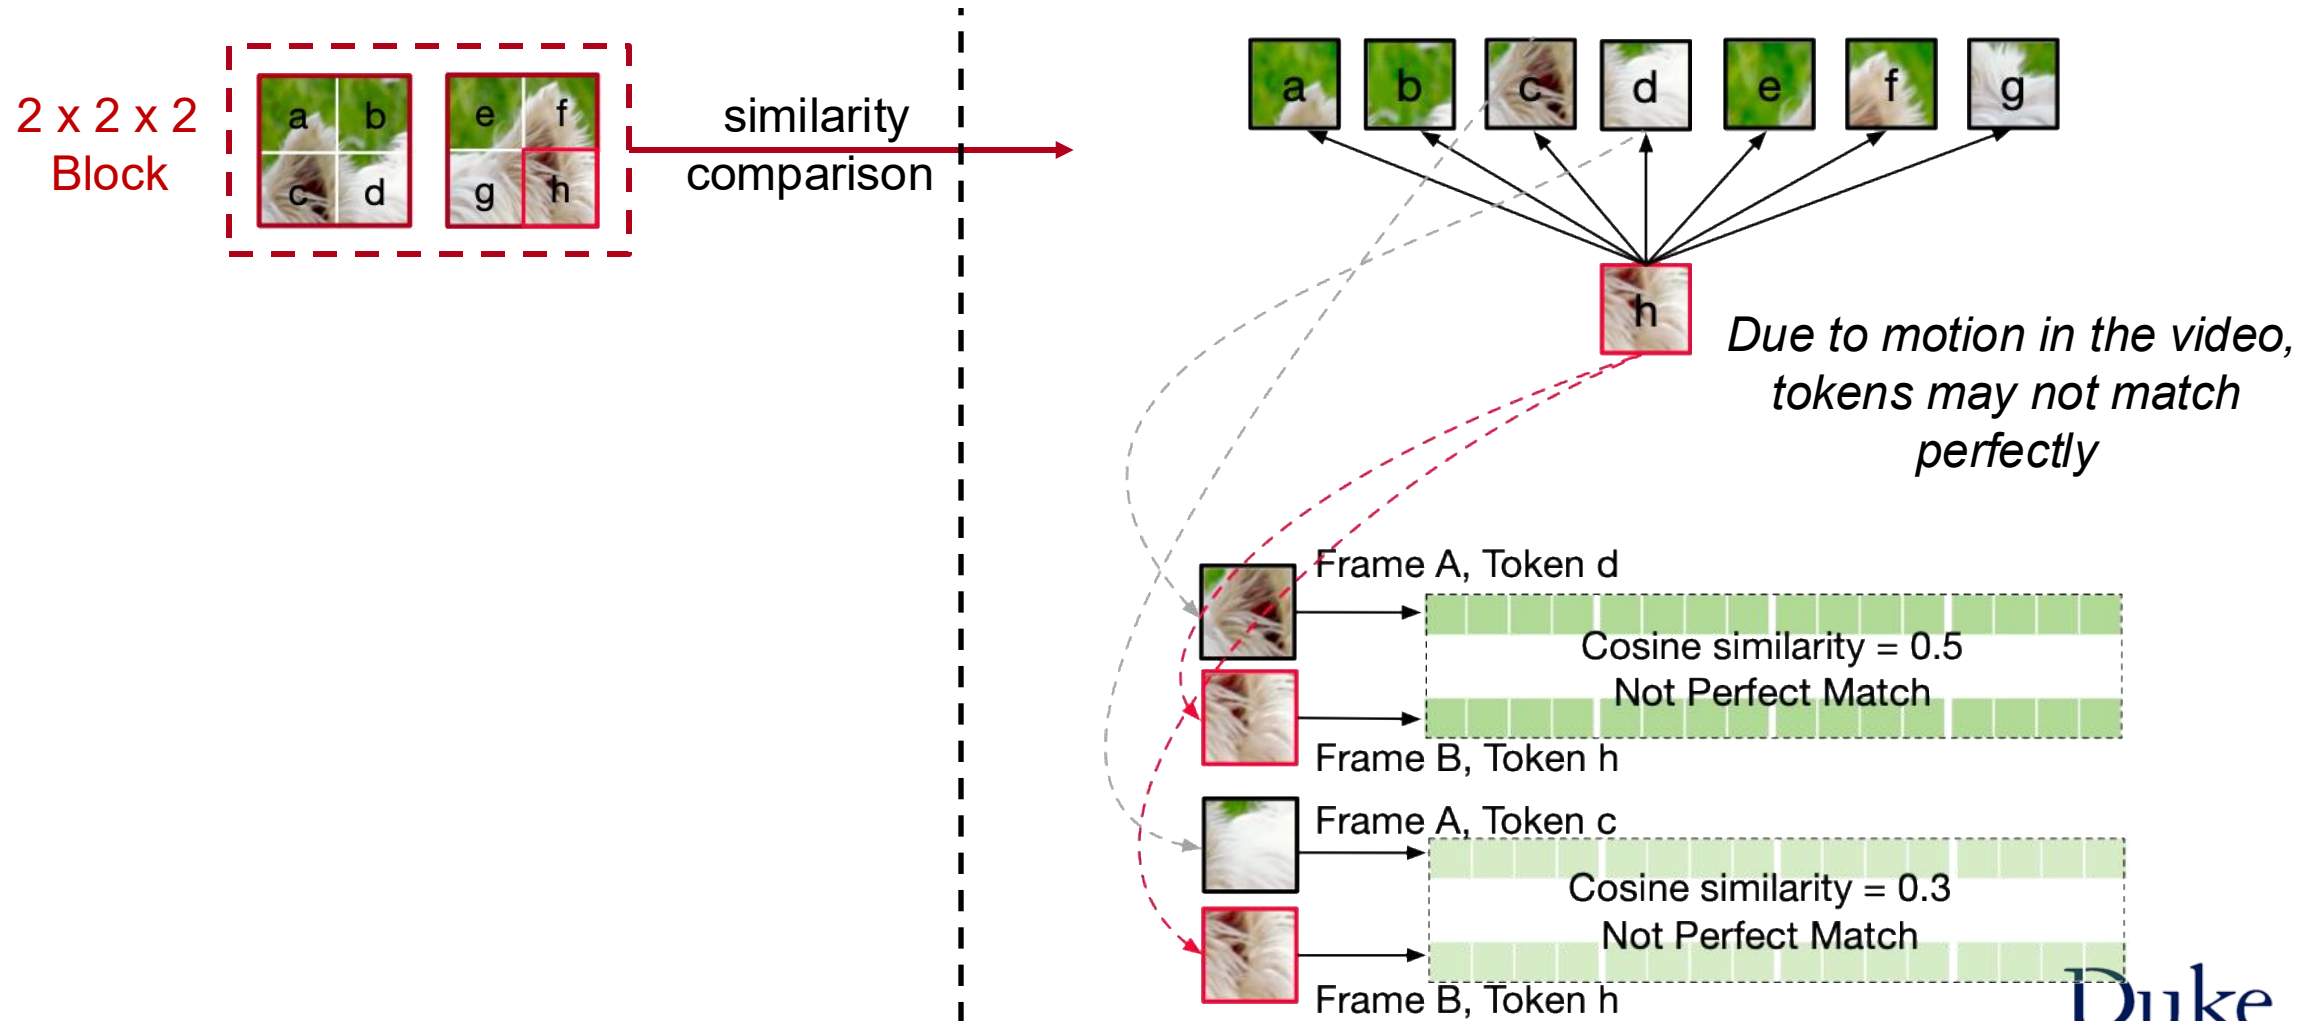 2 x 2 x 2
Block
a b
c d
e f
g h
similarity
comparison
a b c d e f g
h
Due to motion in the video,
tokens may not match
perfectly
Frame A, Token d
Cosine similarity = 0.5
Not Perfect Match
Frame B, Token h
Frame A, Token c
Cosine similarity = 0.3
Not Perfect Match
Frame B, Token h
Duke